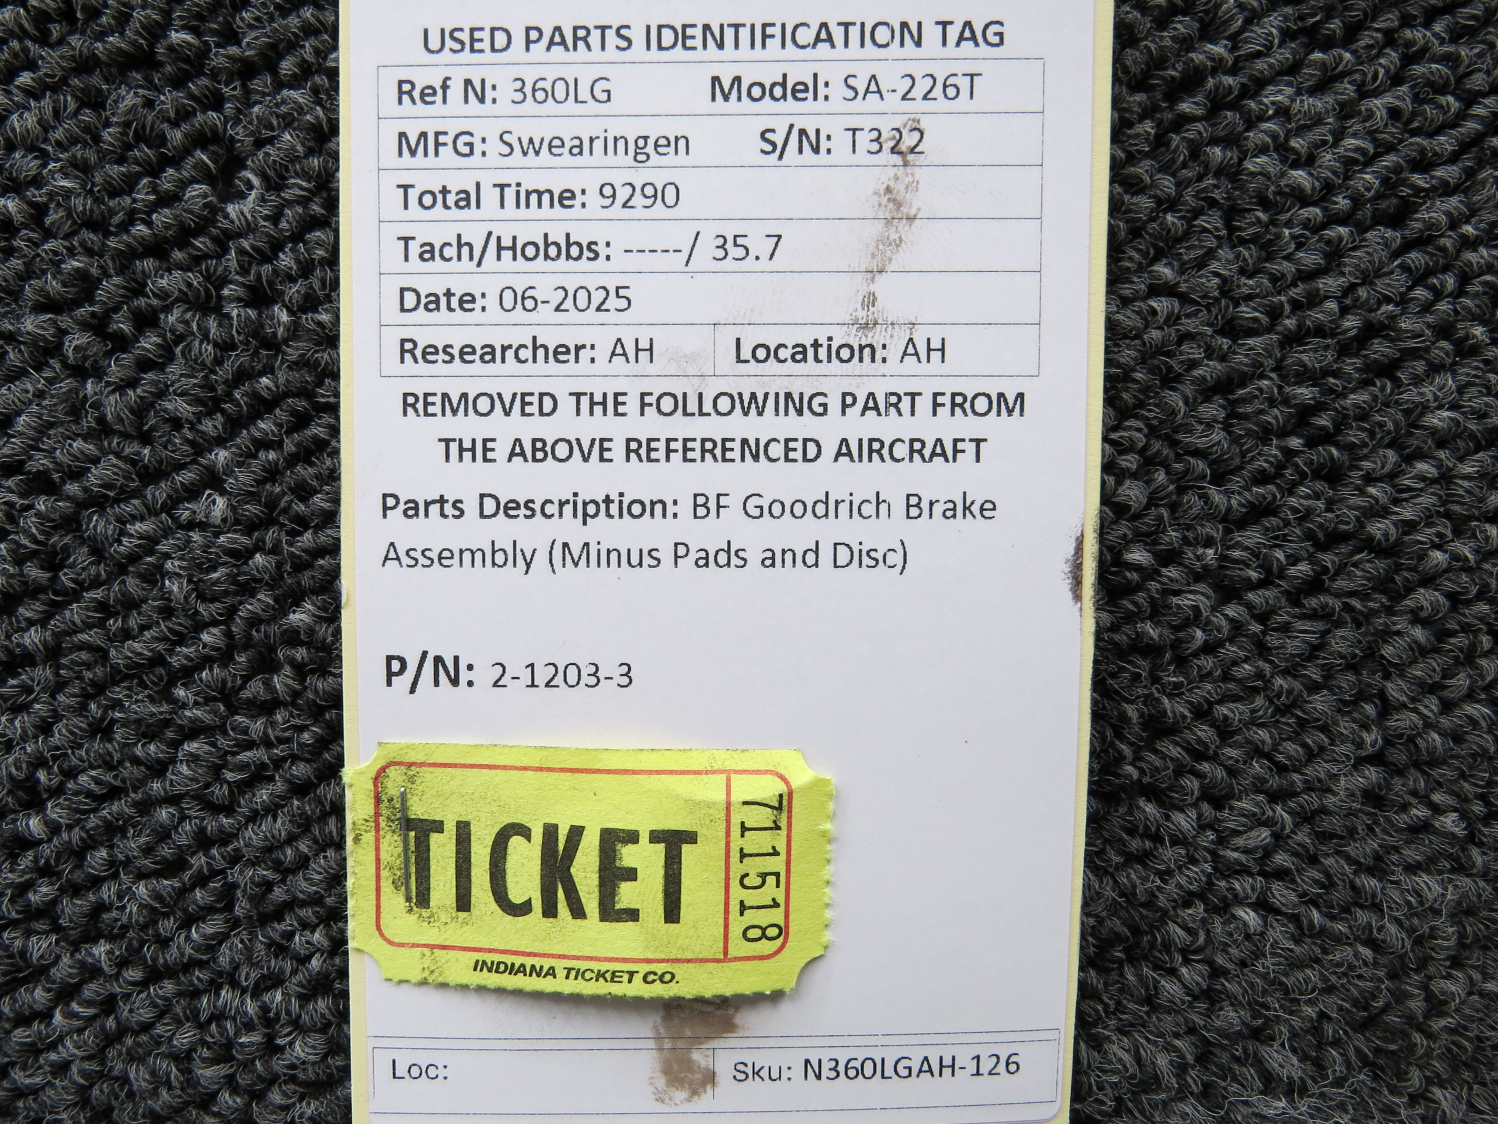 USED PARTS IDENTIFICATION TAG
Ref N: 360LG Model: SA-226T
MFG: Swearingen S/N: T322
Total Time: 9290
Tach/Hobbs: -----/ 35.7
Date: 06-2025
Researcher: AH Location: AH
REMOVED THE FOLLOWING PART FROM
THE ABOVE REFERENCED AIRCRAFT
Parts Description: BF Goodrich Brake
Assembly (Minus Pads and Disc)
P/N: 2-1203-3
TICKET
711518
INDIANA TICKET CO.
Loc: Sku: N360LGAH-126